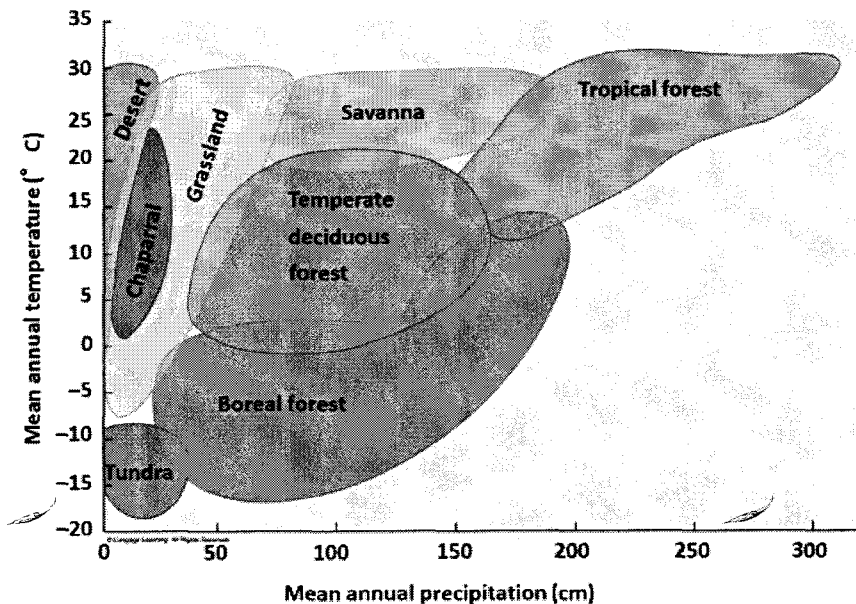 35
30
25
20
15
10
5
0
−5
−10
−15
−20
Mean annual temperature (° C)
Desert
Chaparral
Grassland
Savanna
Tropical forest
Temperate
deciduous
forest
Boreal forest
Tundra
0 50 100 150 200 250 300
Mean annual precipitation (cm)